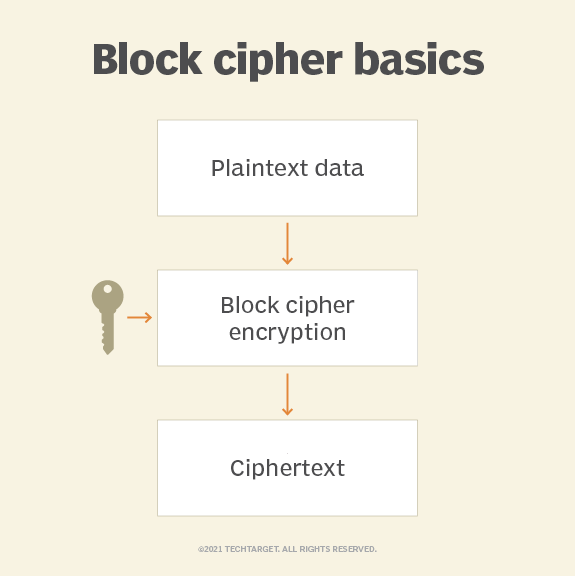 Block cipher basics
Plaintext data
Block cipher
encryption
Ciphertext
©2021 TECHTARGET. ALL RIGHTS RESERVED.